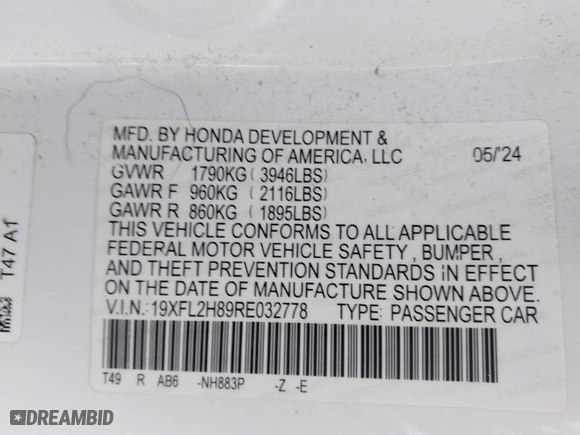 MFD. BY HONDA DEVELOPMENT &
MANUFACTURING OF AMERICA, LLC 05/'24
GVWR 1790KG ( 3946LBS)
GAWR F 960KG ( 2116LBS)
GAWR R 860KG ( 1895LBS)
THIS VEHICLE CONFORMS TO ALL APPLICABLE
FEDERAL MOTOR VEHICLE SAFETY , BUMPER ,
AND THEFT PREVENTION STANDARDS IN EFFECT
ON THE DATE OF MANUFACTURE SHOWN ABOVE.
V.I.N.: 19XFL2H89RE032778 TYPE: PASSENGER CAR
T49 R AB6 -NH883P -Z -E
T47 A1
DREAMBID